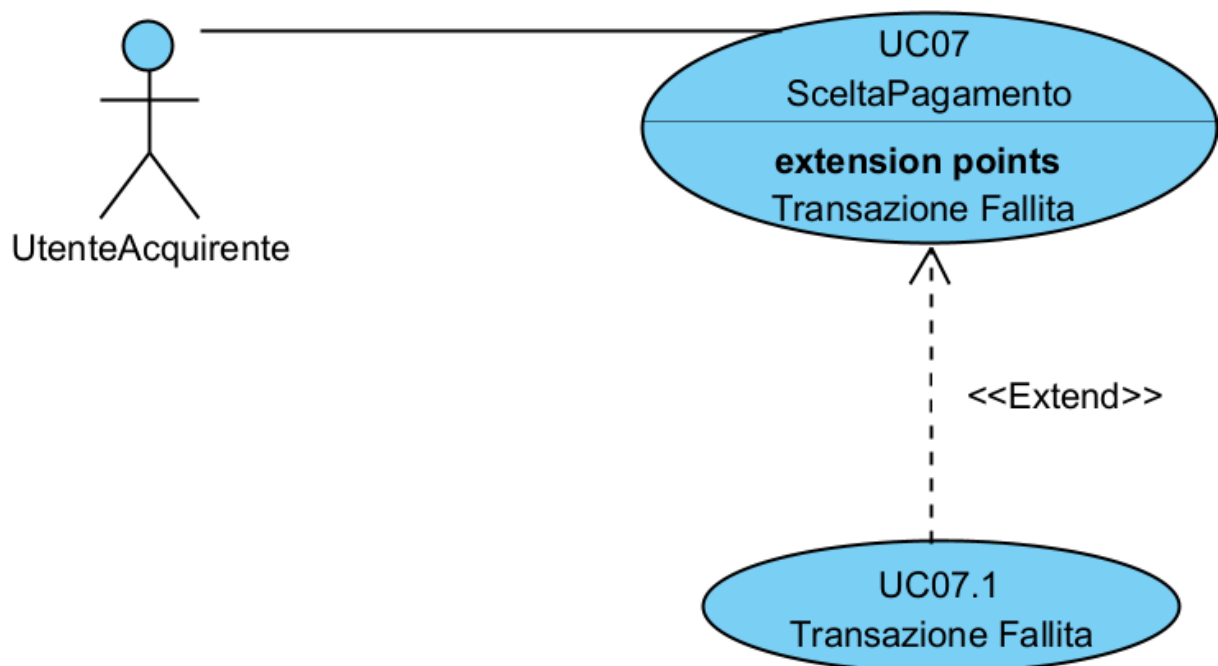 UC07
SceltaPagamento
extension points
Transazione Fallita
UtenteAcquirente
<<Extend>>
UC07.1
Transazione Fallita